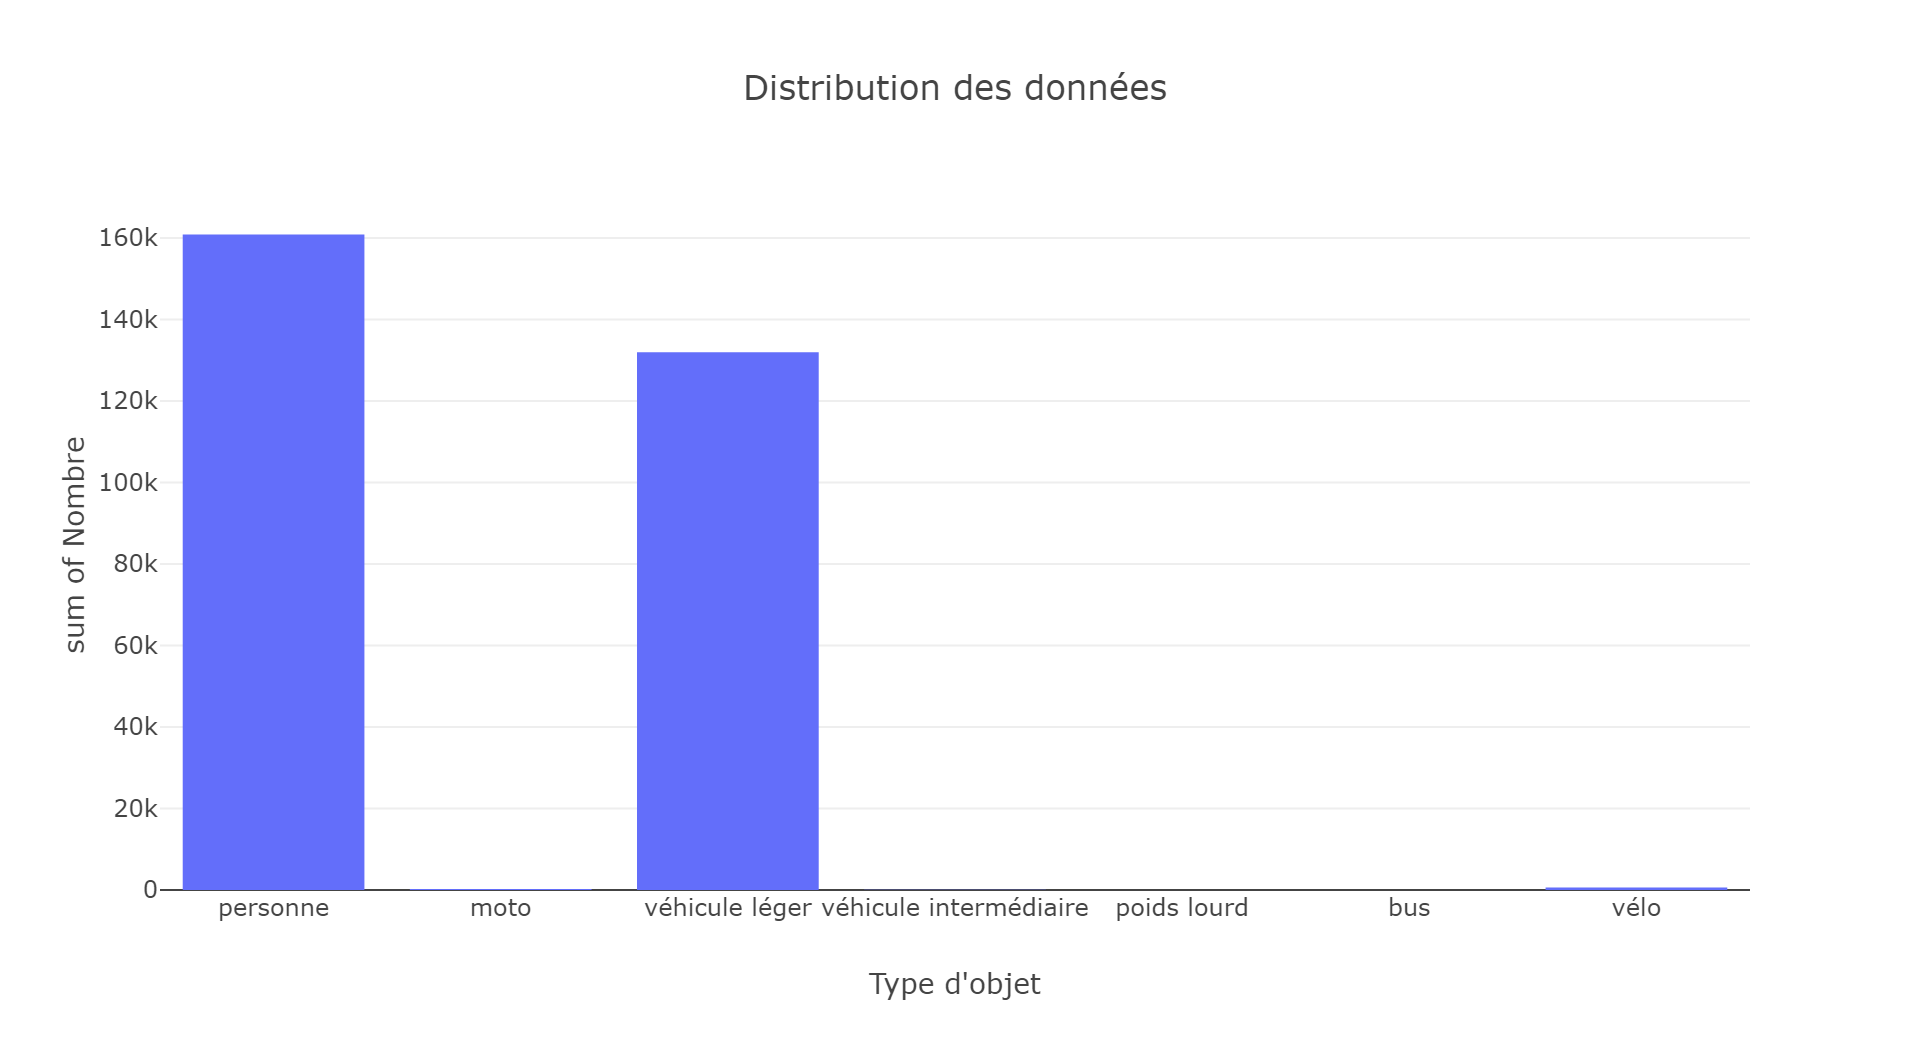 Distribution des données
160k
140k
120k
100k
80k
60k
40k
20k
0
sum of Nombre
personne
moto
véhicule léger
véhicule intermédiaire
poids lourd
bus
vélo
Type d'objet